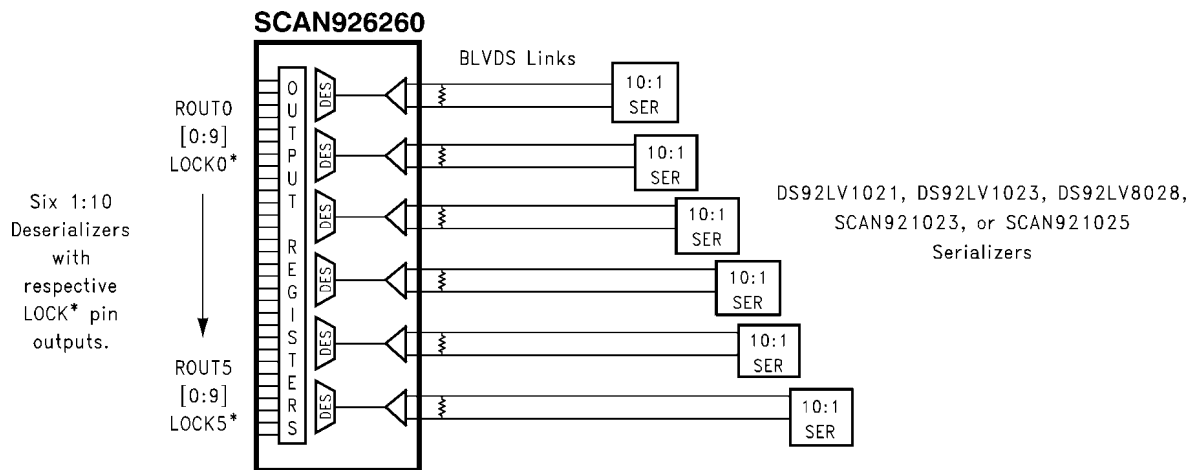 SCAN926260
BLVDS Links
ROUT0
[0:9]
LOCK0*
Six 1:10
Deserializers
with
respective
LOCK* pin
outputs.
ROUT5
[0:9]
LOCK5*
OUTPUT REGISTERS
DES
DES
DES
DES
DES
DES
10:1
SER
10:1
SER
10:1
SER
10:1
SER
10:1
SER
10:1
SER
DS92LV1021, DS92LV1023, DS92LV8028,
SCAN921023, or SCAN921025
Serializers